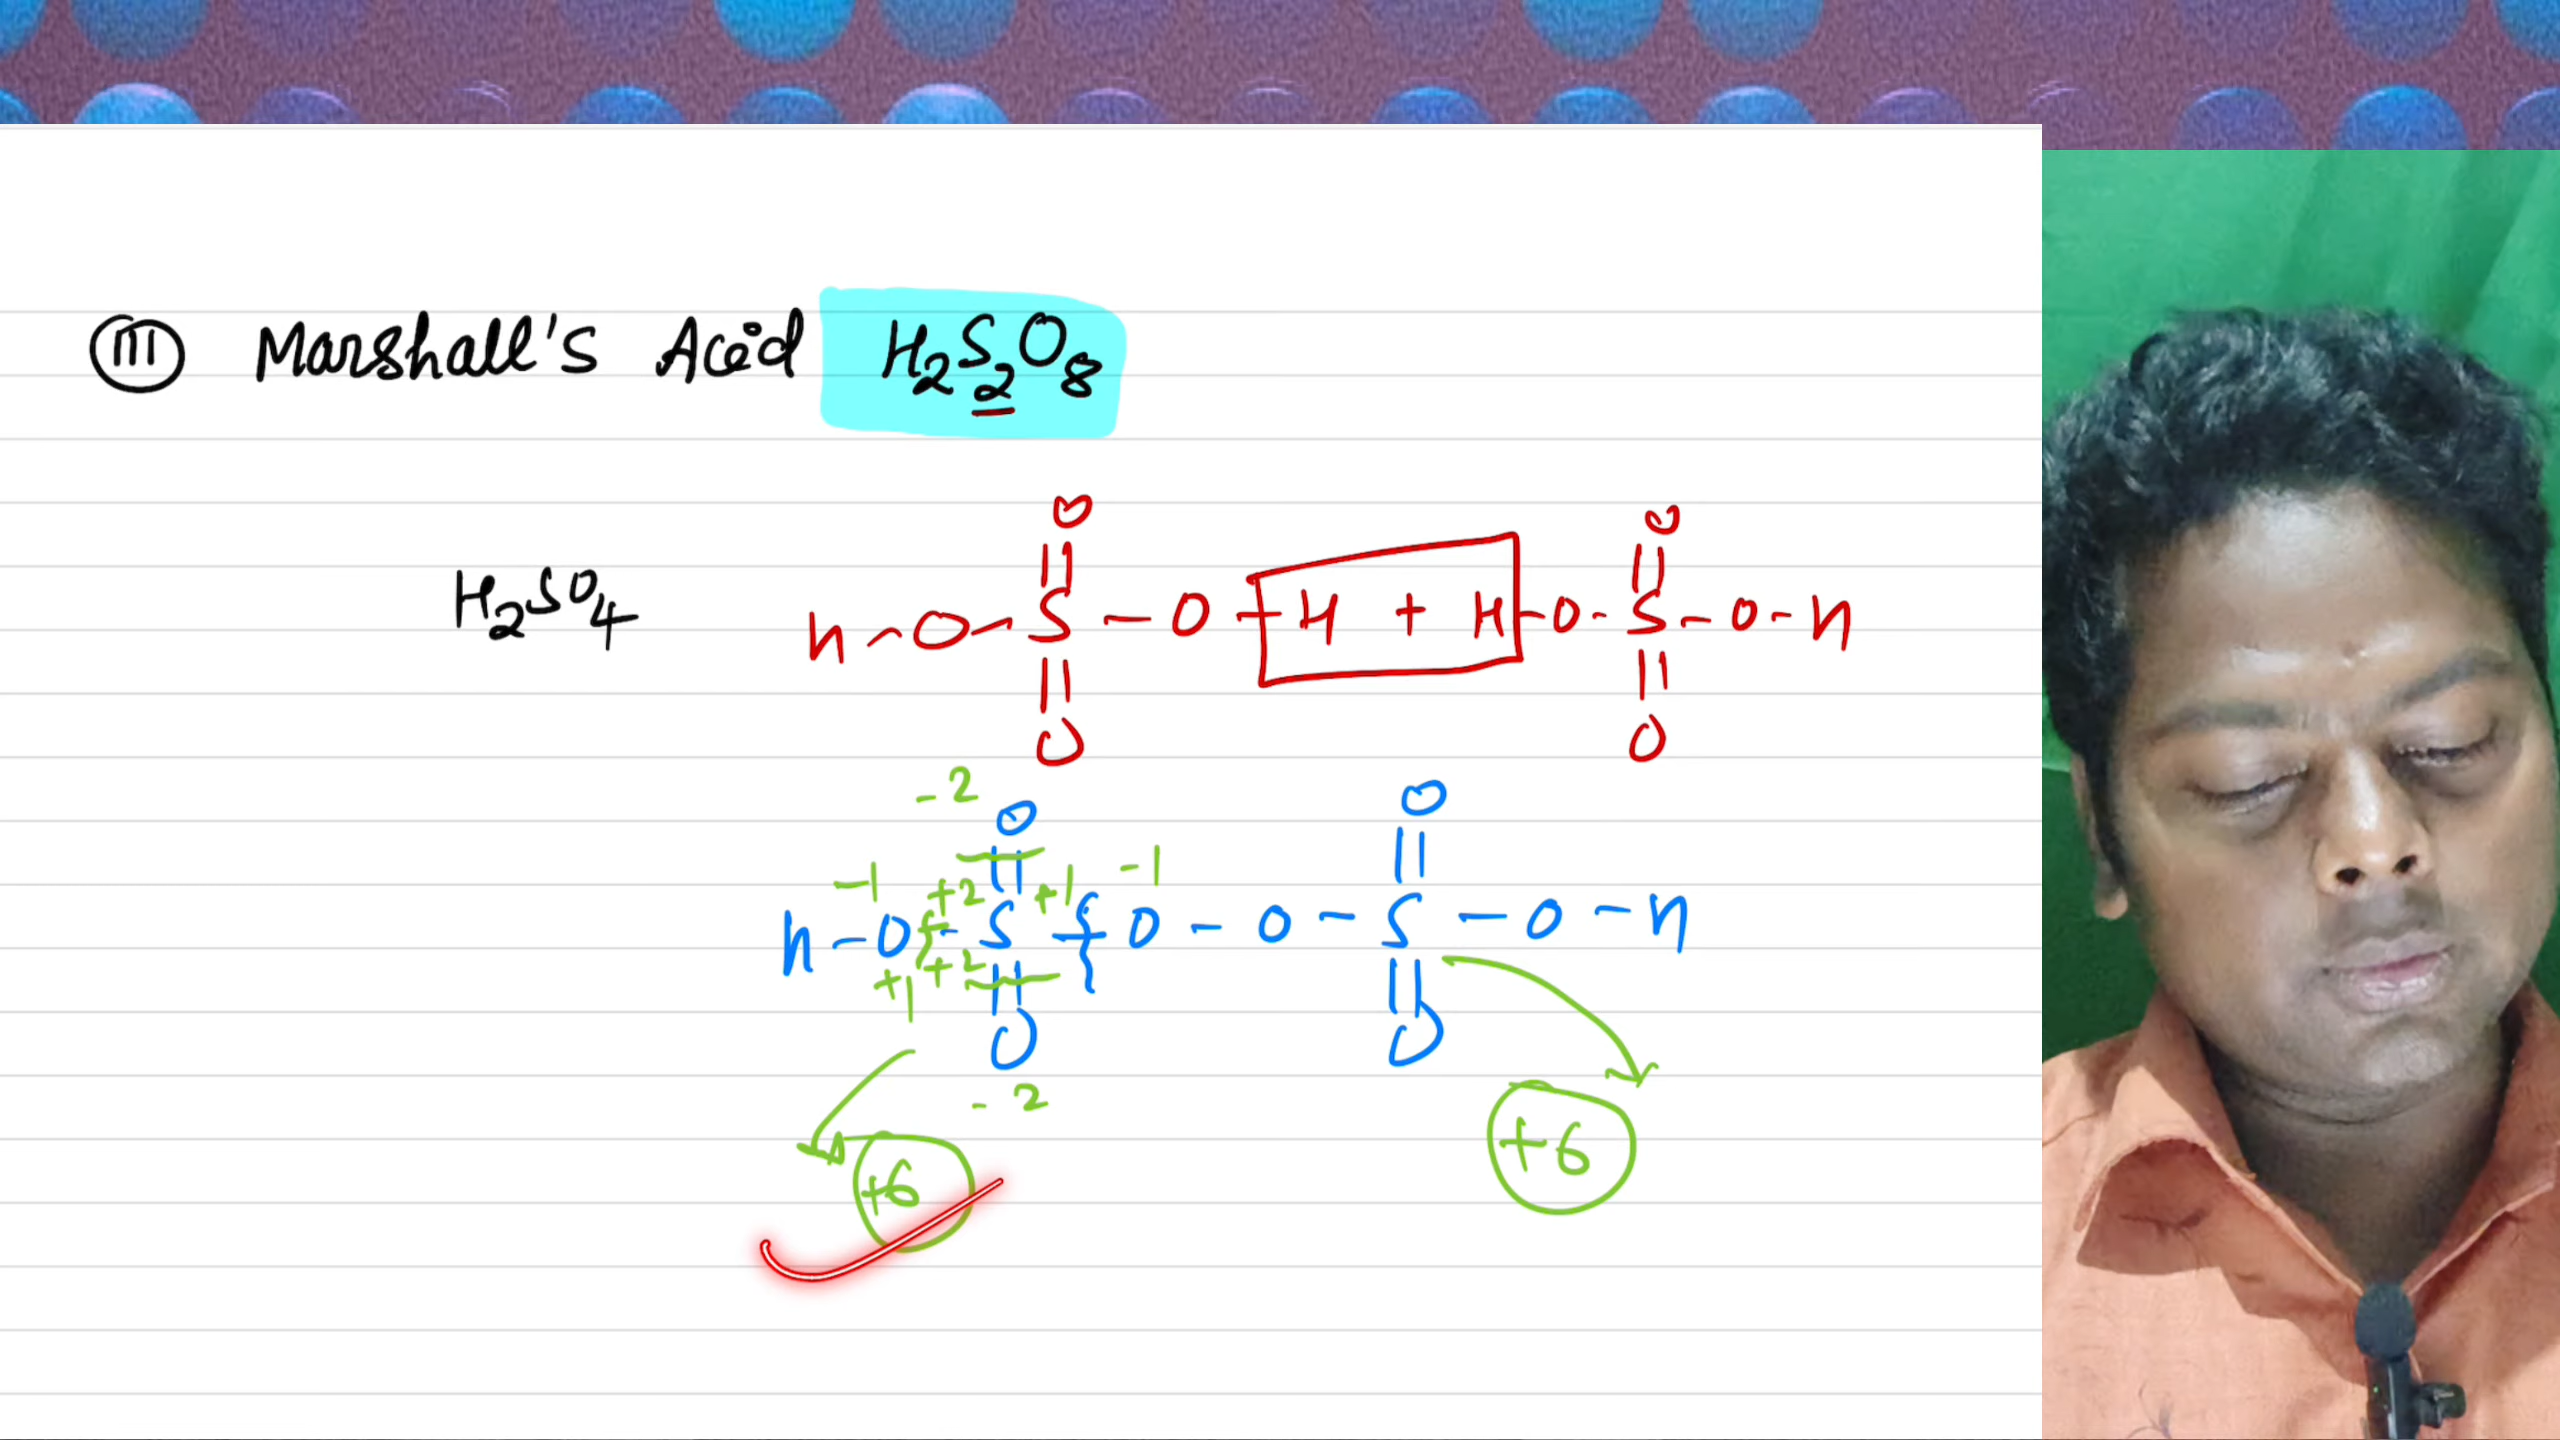 III Marshall's Acid H2S2O8
O O
|| ||
H2SO4 H-O-S-O-H + H-O-S-O-H
|| ||
O O
-2
O O
-1 || +1 -1 ||
+2
H-O-S-O-O-S-O-H
+1 +2 || ||
O O
-2
+6 +6